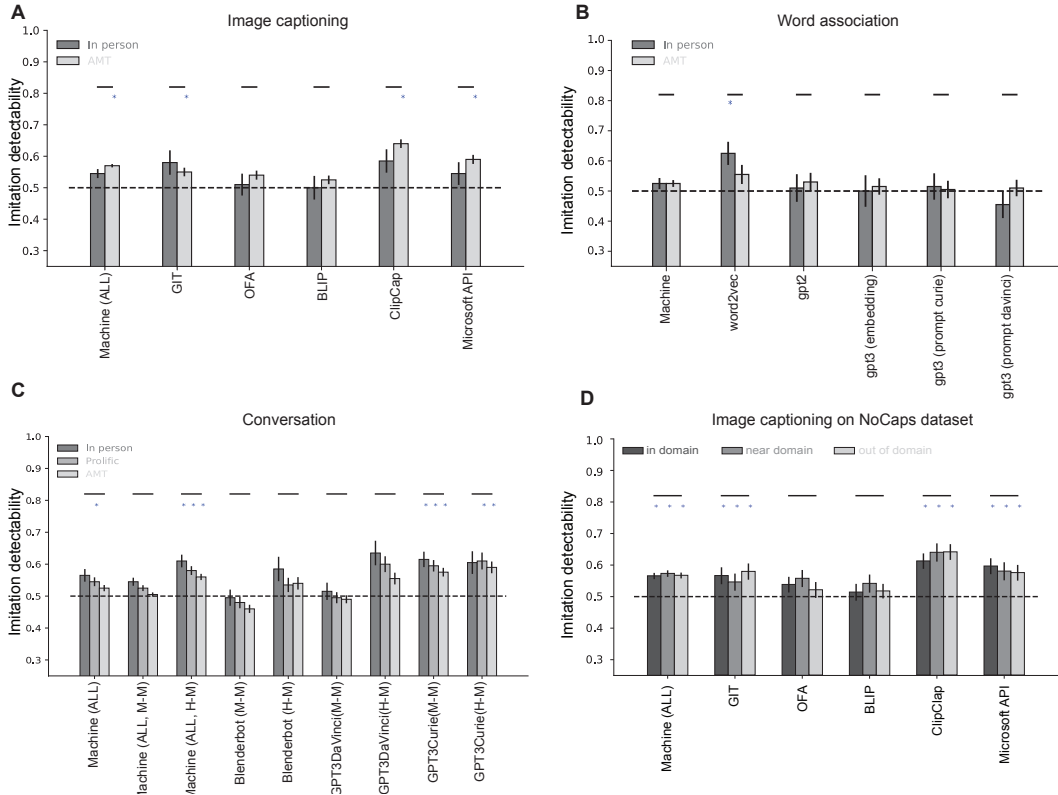 A
Image captioning
In person
AMT
Imitation detectability
1.0
0.9
0.8
0.7
0.6
0.5
0.4
0.3
* * * *
Machine (ALL)
GIT
OFA
BLIP
ClipCap
Microsoft API
B
Word association
In person
AMT
Imitation detectability
1.0
0.9
0.8
0.7
0.6
0.5
0.4
0.3
*
Machine
word2vec
gpt2
gpt3 (embedding)
gpt3 (prompt curie)
gpt3 (prompt davinci)
C
Conversation
In person
Prolific
AMT
Imitation detectability
1.0
0.9
0.8
0.7
0.6
0.5
0.4
0.3
* * * * * * * * *
Machine (ALL)
Machine (ALL, M-M)
Machine (ALL, H-M)
Blenderbot (M-M)
Blenderbot (H-M)
GPT3DaVinci(M-M)
GPT3DaVinci(H-M)
GPT3Curie(M-M)
GPT3Curie(H-M)
D
Image captioning on NoCaps dataset
in domain near domain out of domain
Imitation detectability
1.0
0.9
0.8
0.7
0.6
0.5
0.4
0.3
* * * * * * * * * * * *
Machine (ALL)
GIT
OFA
BLIP
ClipClap
Microsoft API